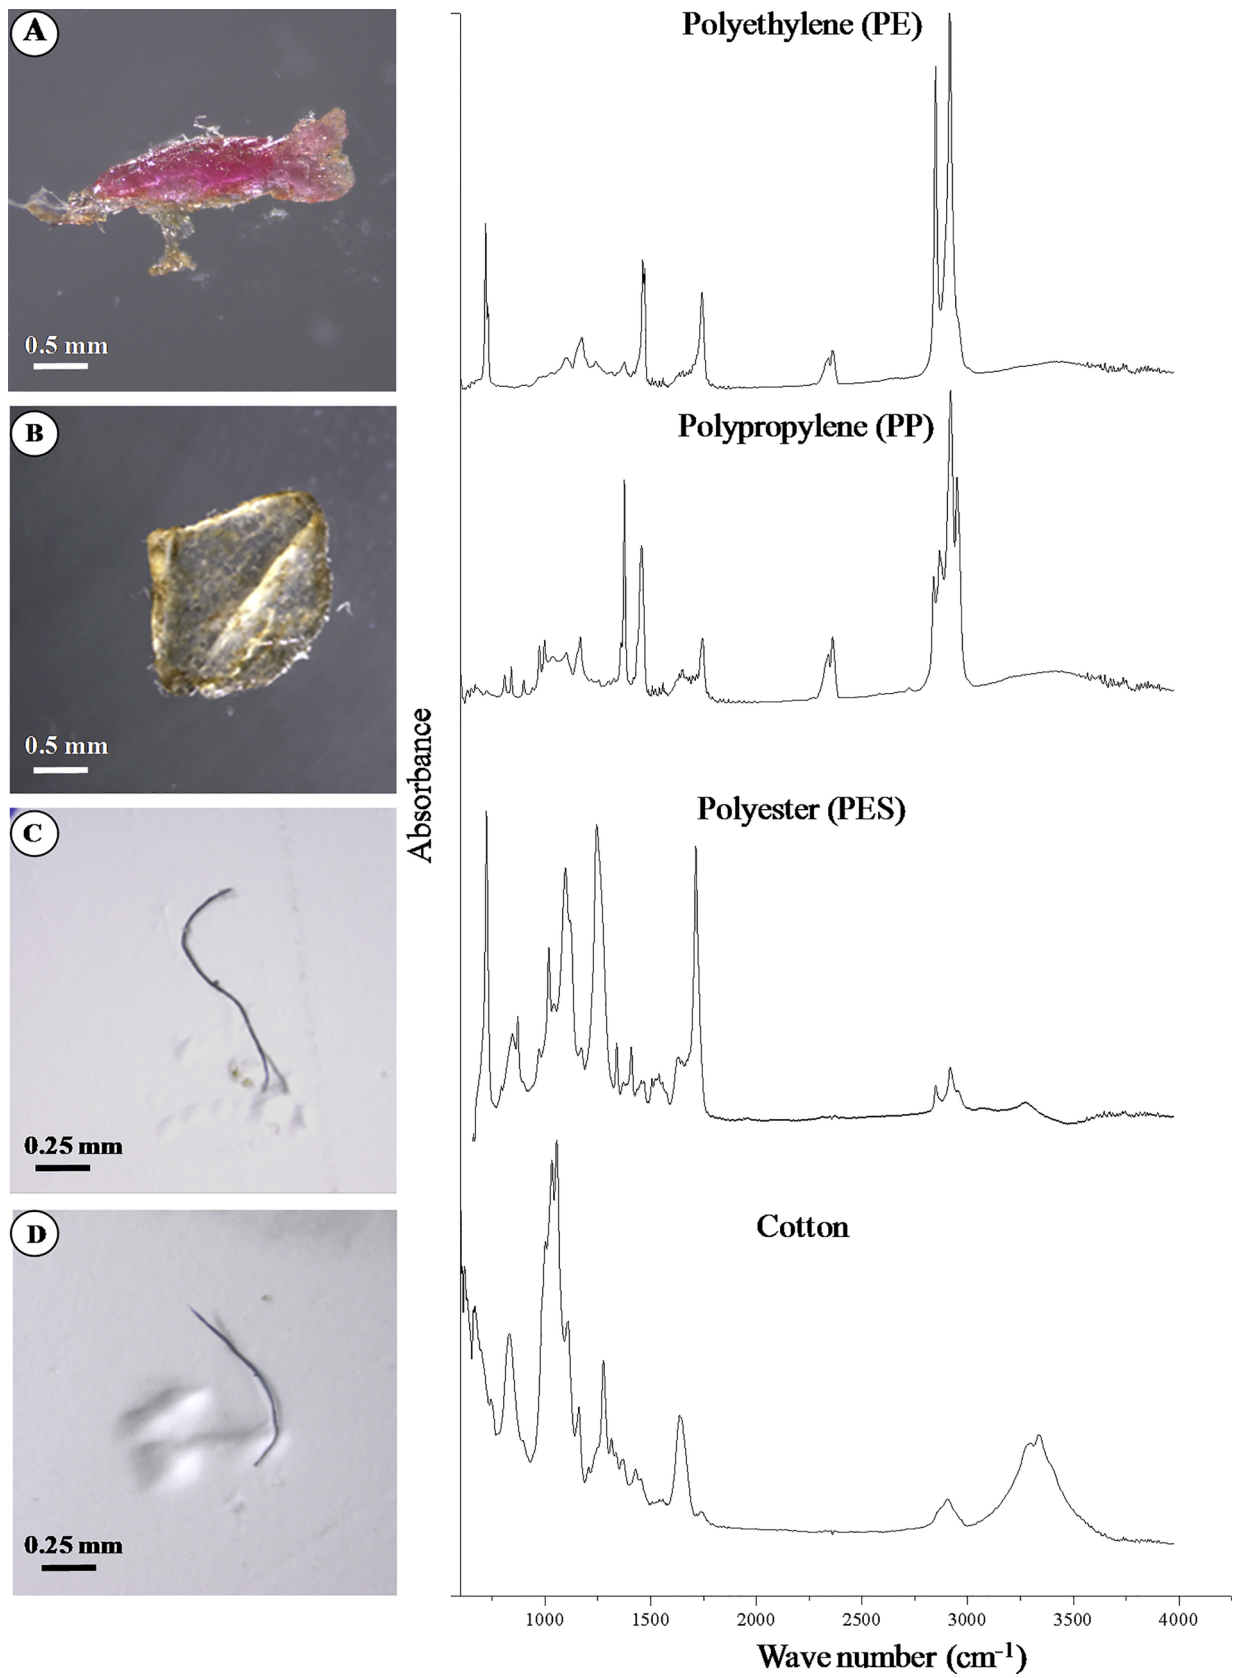 A
0.5 mm
B
0.5 mm
C
0.25 mm
D
0.25 mm
Absorbance
Polyethylene (PE)
Polypropylene (PP)
Polyester (PES)
Cotton
1000 1500 2000 2500 3000 3500 4000
Wave number (cm⁻¹)